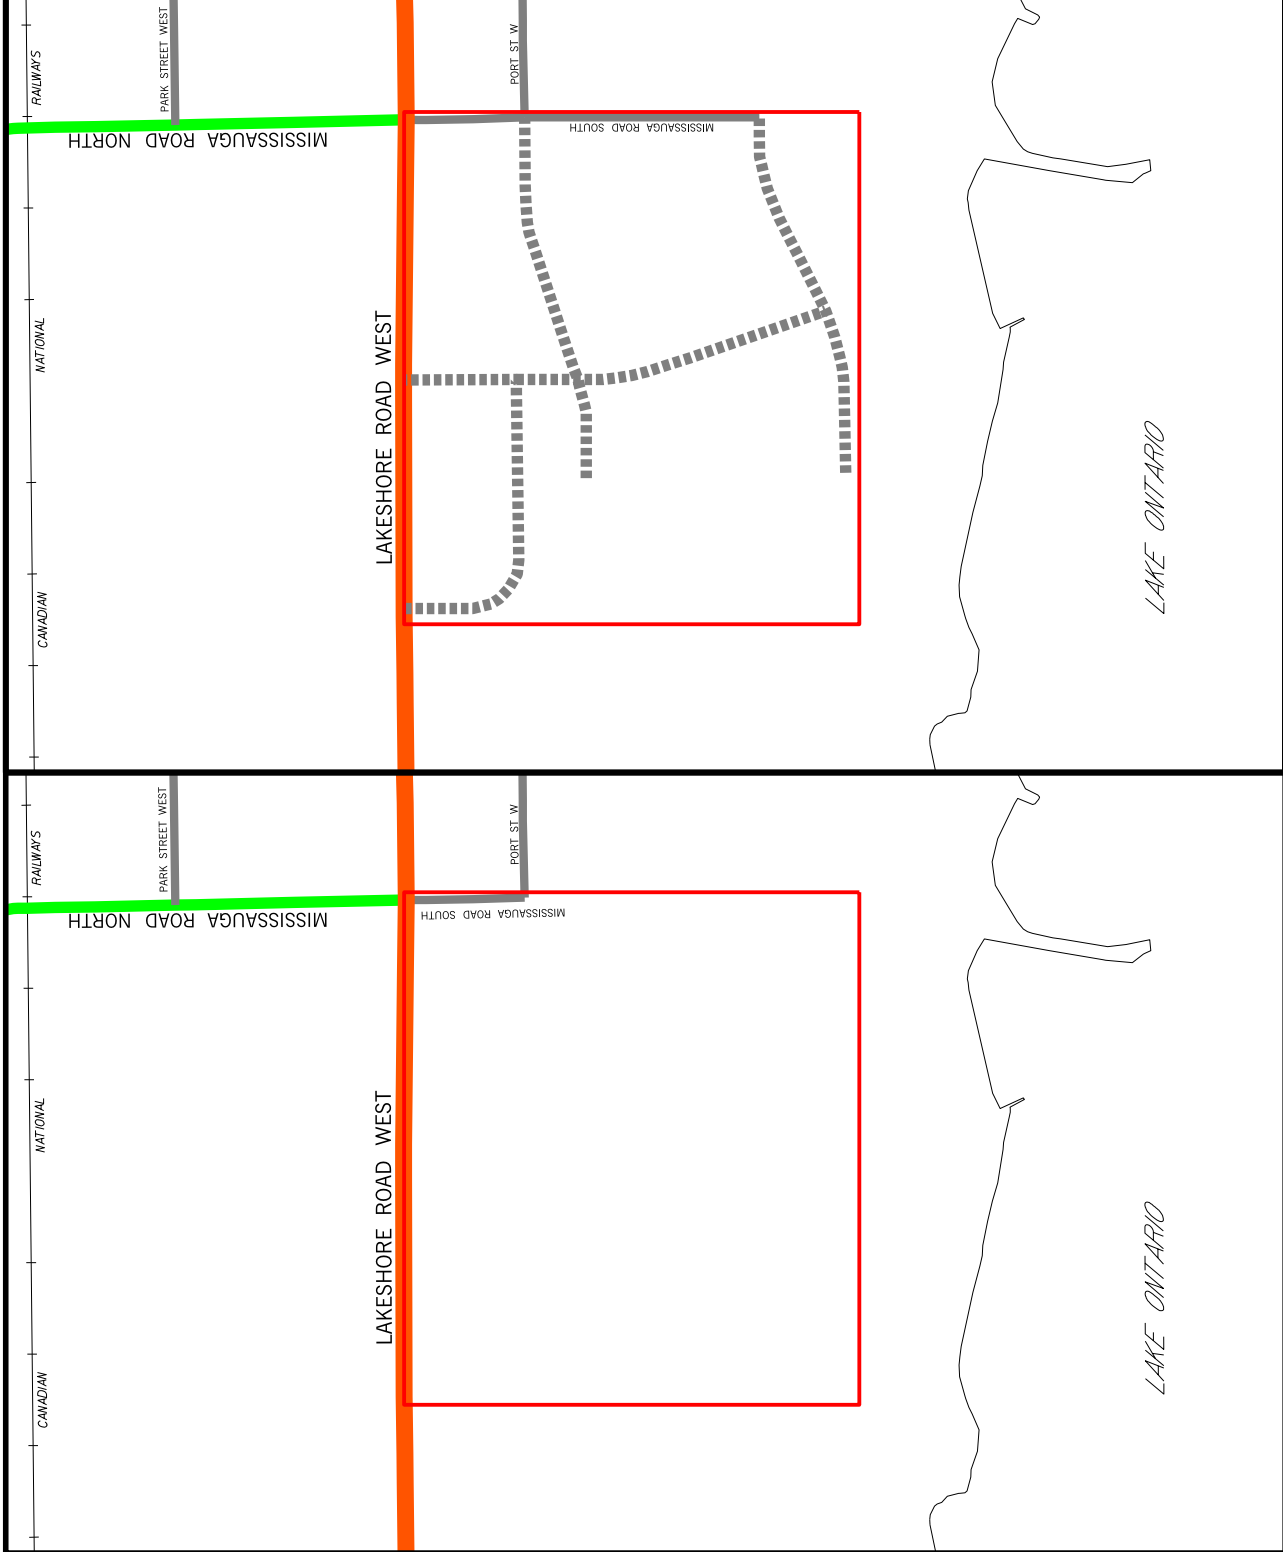 RAILWAYS
PARK STREET WEST
PORT ST W
MISSISSAUGA ROAD NORTH
MISSISSAUGA ROAD SOUTH
NATIONAL
LAKESHORE ROAD WEST
LAKE ONTARIO
CANADIAN
RAILWAYS
PARK STREET WEST
PORT ST W
MISSISSAUGA ROAD NORTH
MISSISSAUGA ROAD SOUTH
NATIONAL
LAKESHORE ROAD WEST
LAKE ONTARIO
CANADIAN